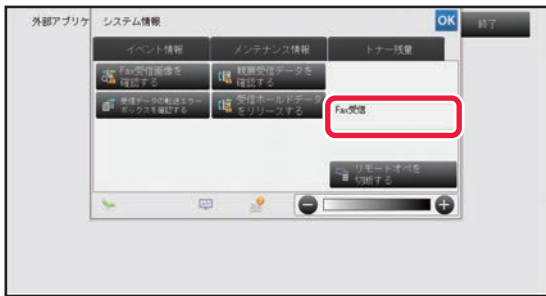 外部アプリケ
システム情報
OK
終了
イベント情報
メンテナンス情報
トナー残量
Fax受信画像を
確認する
親展受信データを
確認する
受信データの転送エラー
ボックスを確認する
受信ホールドデータ
をリリースする
Fax受信
リモートオペを
切断する